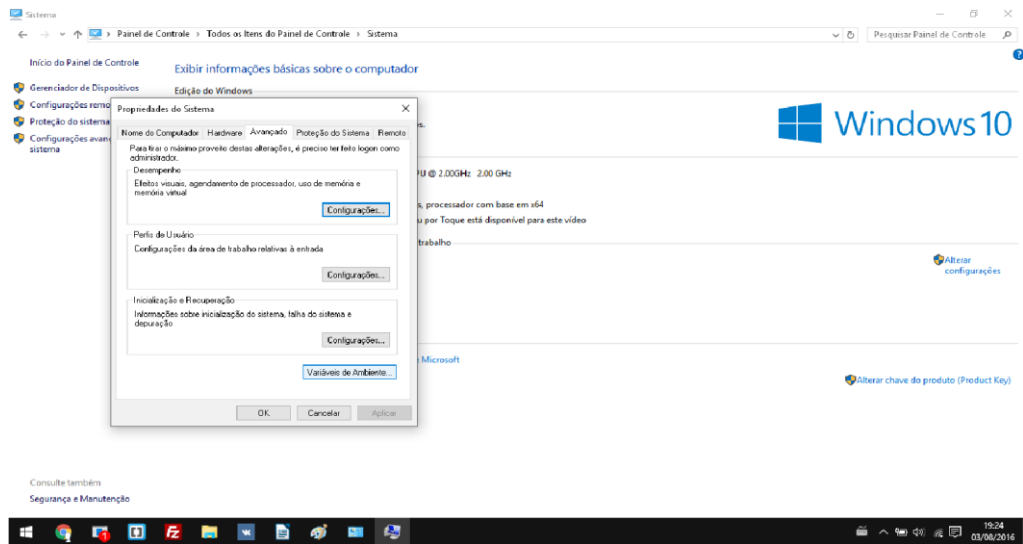 Sistema
Painel de Controle > Todos os Itens do Painel de Controle > Sistema
Pesquisar Painel de Controle
Início do Painel de Controle
Gerenciador de Dispositivos
Configurações remo
Proteção do sistema
Configurações avan
sistema
Exibir informações básicas sobre o computador
Edição do Windows
Windows 10
Propriedades do Sistema
Nome do Computador Hardware Avançado Proteção do Sistema Remoto
Para tirar o máximo proveito destas alterações, é preciso ter feito logon como
administrador.
Desempenho
Efeitos visuais, agendamento de processador, uso de memória e
memória virtual
Configurações...
Perfis de Usuário
Configurações da área de trabalho relativas à entrada
Configurações...
Inicialização e Recuperação
Informações sobre inicialização do sistema, falha do sistema e
depuração
Configurações...
Variáveis de Ambiente...
OK Cancelar Aplicar
s.
PU @ 2.00GHz 2.00 GHz
s, processador com base em x64
u por Toque está disponível para este vídeo
trabalho
Alterar
configurações
Microsoft
Alterar chave do produto (Product Key)
Consulte também
Segurança e Manutenção
19:24
03/08/2016